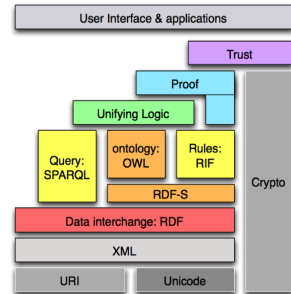 User Interface & applications
Trust
Proof
Unifying Logic
Query:
SPARQL
ontology:
OWL
Rules:
RIF
Crypto
RDF-S
Data interchange: RDF
XML
URI
Unicode